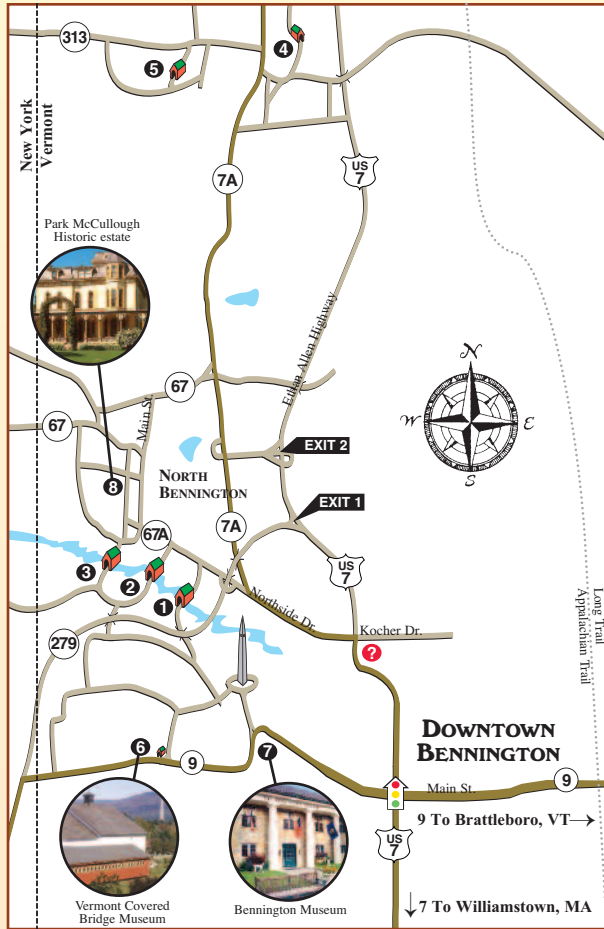 313
5
4
New York
Vermont
7A
US
7
Park McCullough
Historic estate
Ethan Allen Highway
67
Main St.
N
W
E
S
67
EXIT 2
8
NORTH
BENNINGTON
EXIT 1
67A
7A
3
2
1
US
7
Northside Dr.
Kocher Dr.
?
279
Long Trail
Appalachian Trail
DOWNTOWN
BENNINGTON
6
9
7
Main St.
9
9 To Brattleboro, VT→
US
7
Vermont Covered
Bridge Museum
Bennington Museum
↓7 To Williamstown, MA